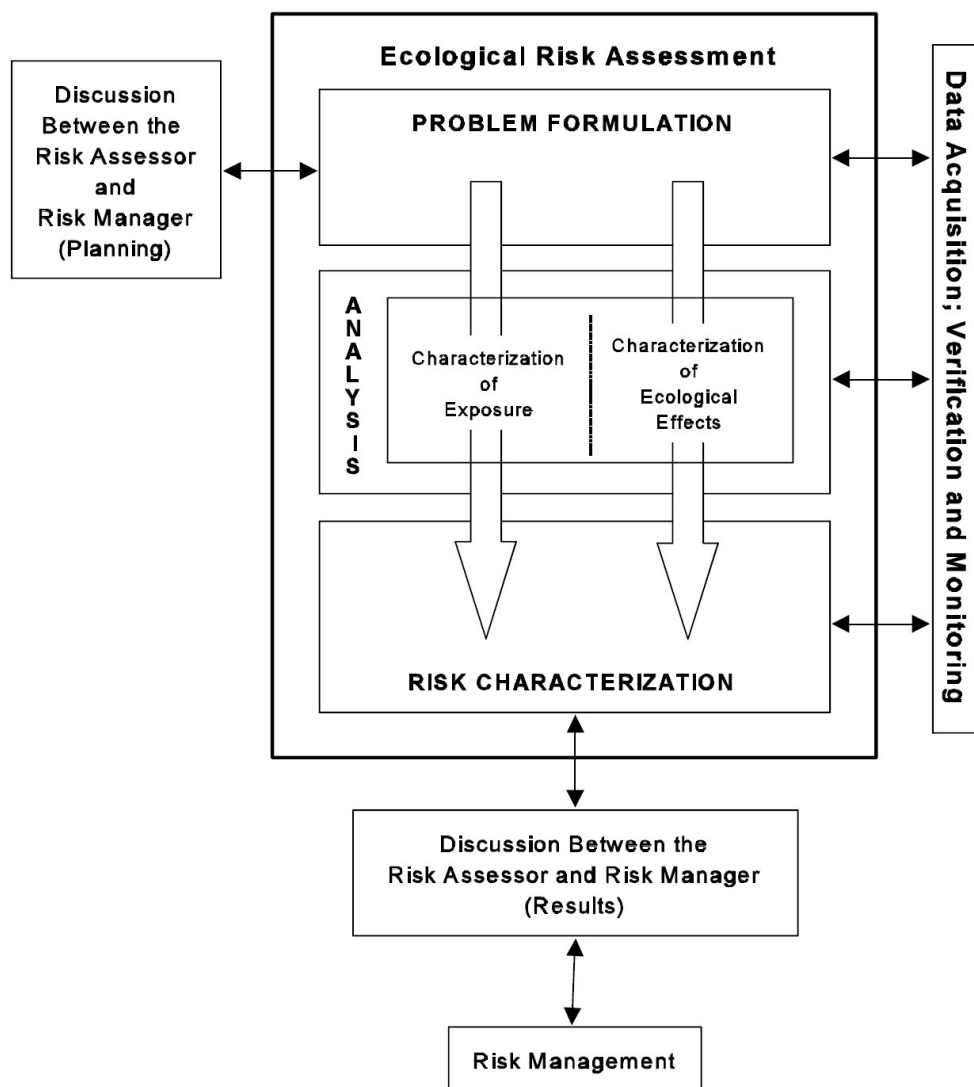 Ecological Risk Assessment
Discussion
Between the
Risk Assessor
and
Risk Manager
(Planning)
PROBLEM FORMULATION
ANALYSIS
Characterization
of
Exposure
Characterization
of
Ecological
Effects
RISK CHARACTERIZATION
Data Acquisition; Verification and Monitoring
Discussion Between the
Risk Assessor and Risk Manager
(Results)
Risk Management